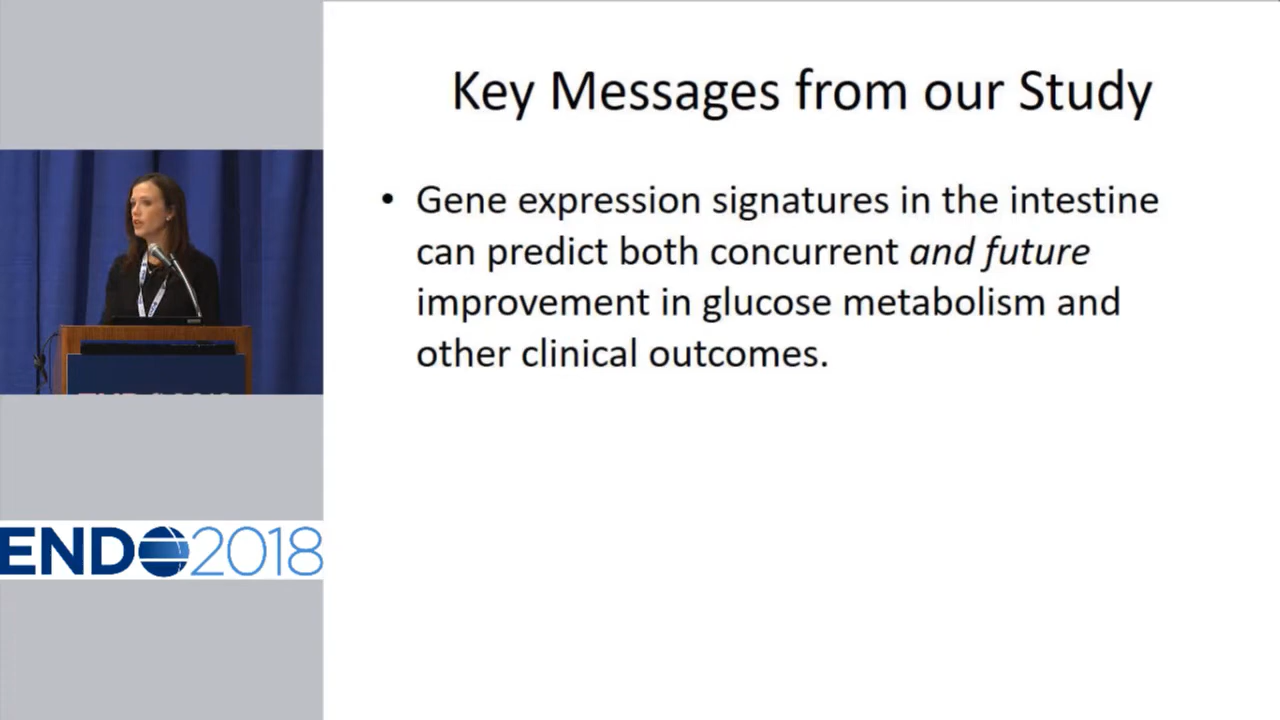 Key Messages from our Study
• Gene expression signatures in the intestine
can predict both concurrent and future
improvement in glucose metabolism and
other clinical outcomes.
ENDO2018